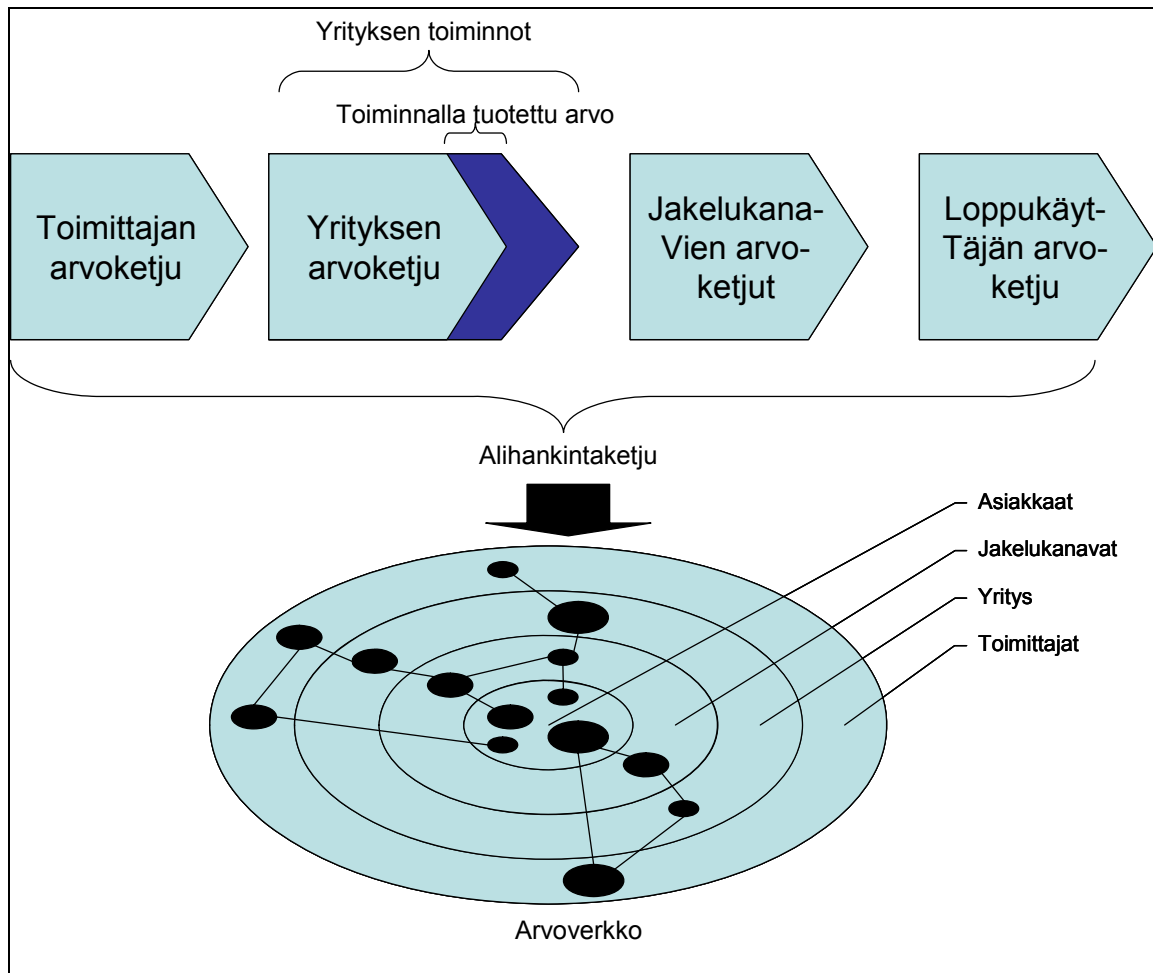 Yrityksen toiminnot
Toiminnalla tuotettu arvo
Toimittajan
arvoketju
Yrityksen
arvoketju
Jakelukana-
Vien arvo-
ketjut
Loppukäyt-
Täjän arvo-
ketju
Alihankintaketju
Asiakkaat
Jakelukanavat
Yritys
Toimittajat
Arvoverkko